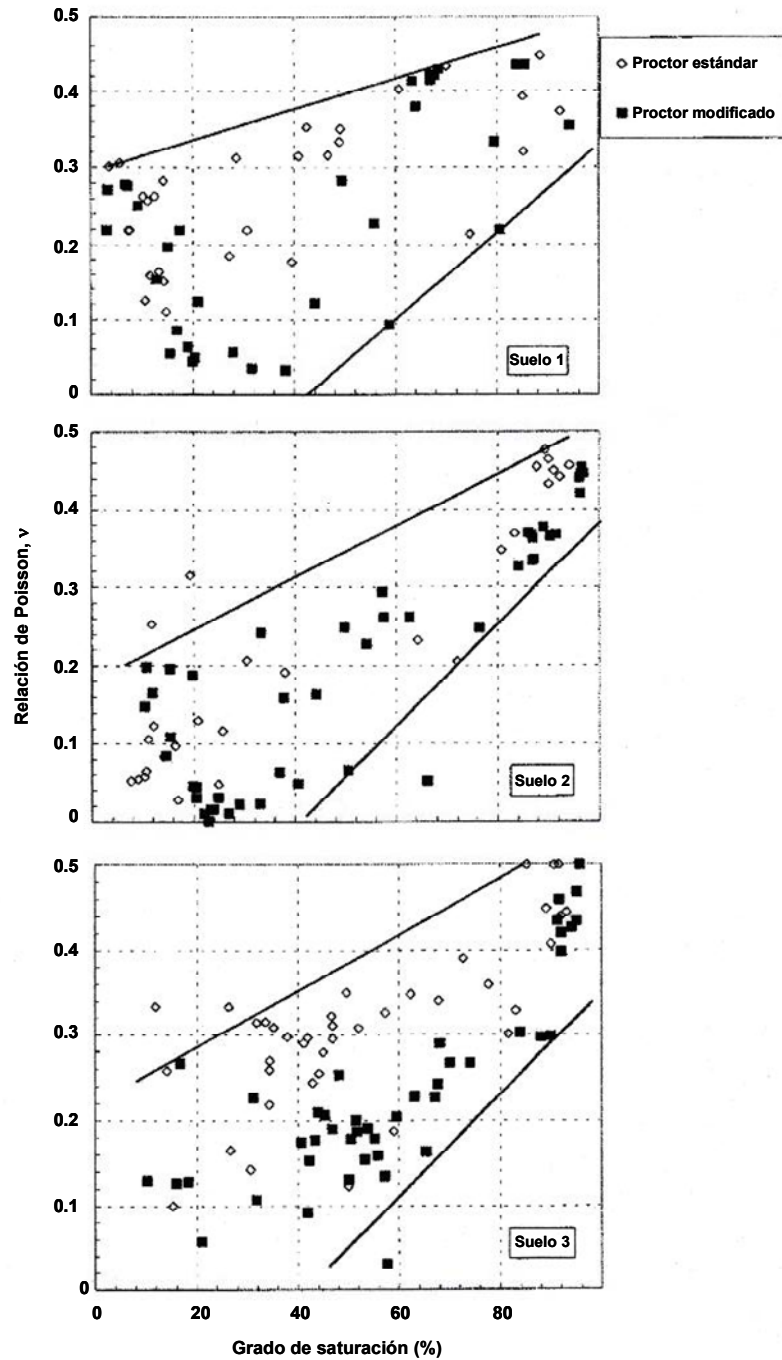 0.5
0.4
0.3
0.2
0.1
0
Proctor estándar
Proctor modificado
Suelo 1
0.5
0.4
0.3
0.2
0.1
0
Suelo 2
Relación de Poisson, ν
0.5
0.4
0.3
0.2
0.1
0
Suelo 3
0 20 40 60 80
Grado de saturación (%)